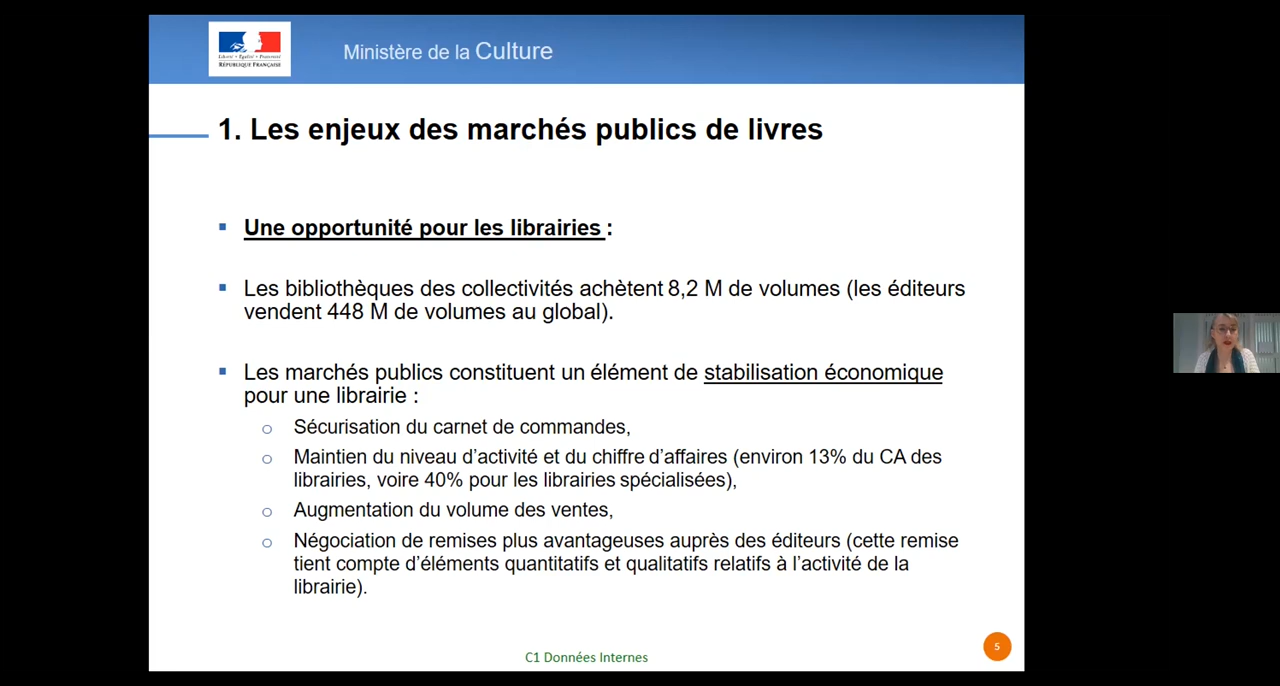 Liberté • Égalité • Fraternité
RÉPUBLIQUE FRANÇAISE
Ministère de la Culture
1. Les enjeux des marchés publics de livres
Une opportunité pour les librairies :
Les bibliothèques des collectivités achètent 8,2 M de volumes (les éditeurs
vendent 448 M de volumes au global).
Les marchés publics constituent un élément de stabilisation économique
pour une librairie :
Sécurisation du carnet de commandes,
Maintien du niveau d’activité et du chiffre d’affaires (environ 13% du CA des
librairies, voire 40% pour les librairies spécialisées),
Augmentation du volume des ventes,
Négociation de remises plus avantageuses auprès des éditeurs (cette remise
tient compte d’éléments quantitatifs et qualitatifs relatifs à l’activité de la
librairie).
5
C1 Données Internes